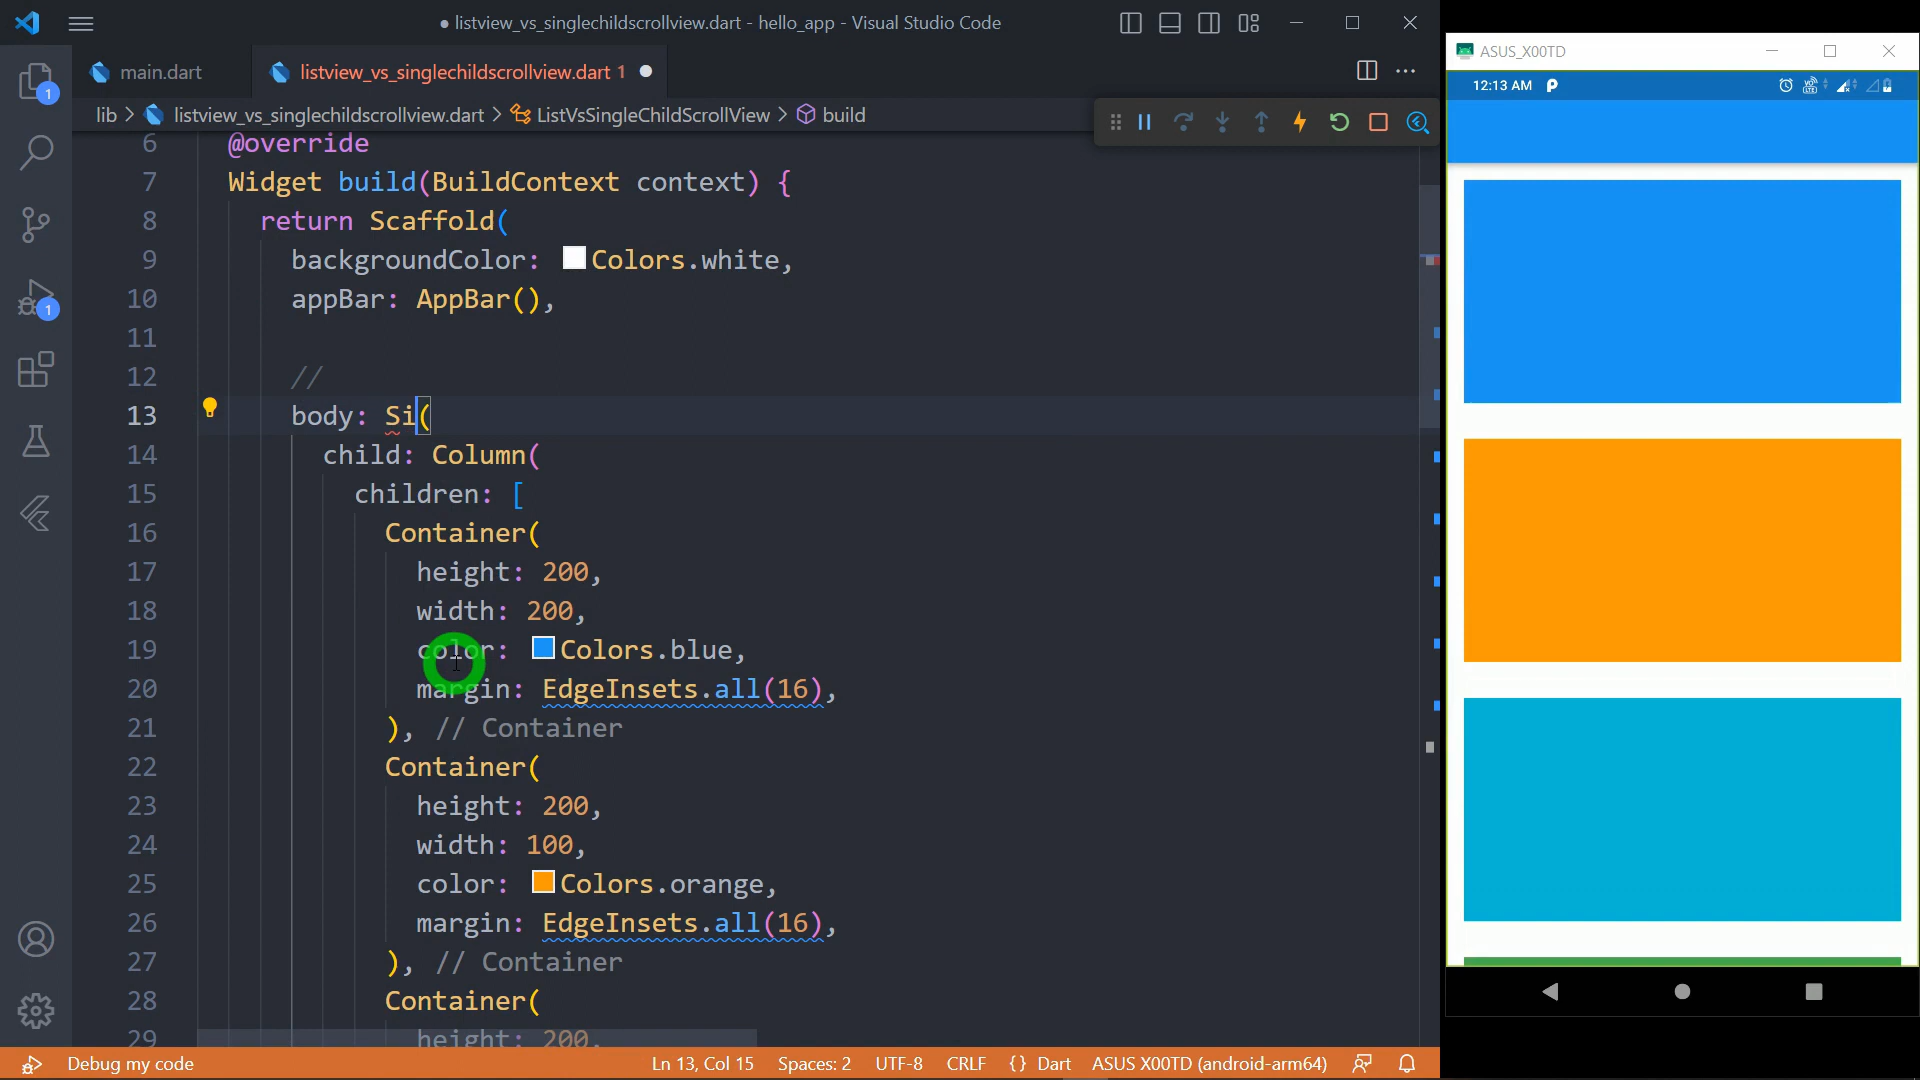 listview_vs_singlechildscrollview.dart - hello_app - Visual Studio Code
ASUS_X00TD
main.dart
listview_vs_singlechildscrollview.dart 1
12:13 AM
lib > listview_vs_singlechildscrollview.dart > ListVsSingleChildScrollView > build
6 @override
7 Widget build(BuildContext context) {
8 return Scaffold(
9 backgroundColor: Colors.white,
10 appBar: AppBar(),
11
12 //
13 body: Si(
14 child: Column(
15 children: [
16 Container(
17 height: 200,
18 width: 200,
19 color: Colors.blue,
20 margin: EdgeInsets.all(16),
21 ), // Container
22 Container(
23 height: 200,
24 width: 100,
25 color: Colors.orange,
26 margin: EdgeInsets.all(16),
27 ), // Container
28 Container(
29 height: 200,
1
1
Debug my code
Ln 13, Col 15
Spaces: 2
UTF-8
CRLF
{} Dart
ASUS X00TD (android-arm64)